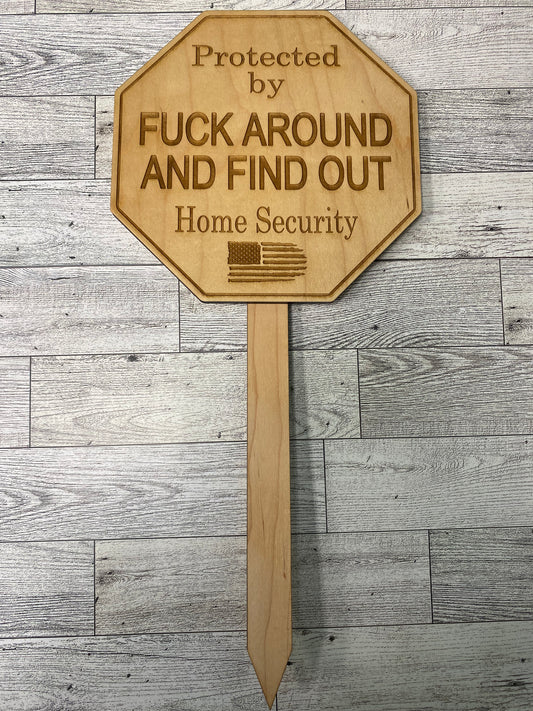 Protected
by
FUCK AROUND
AND FIND OUT
Home Security